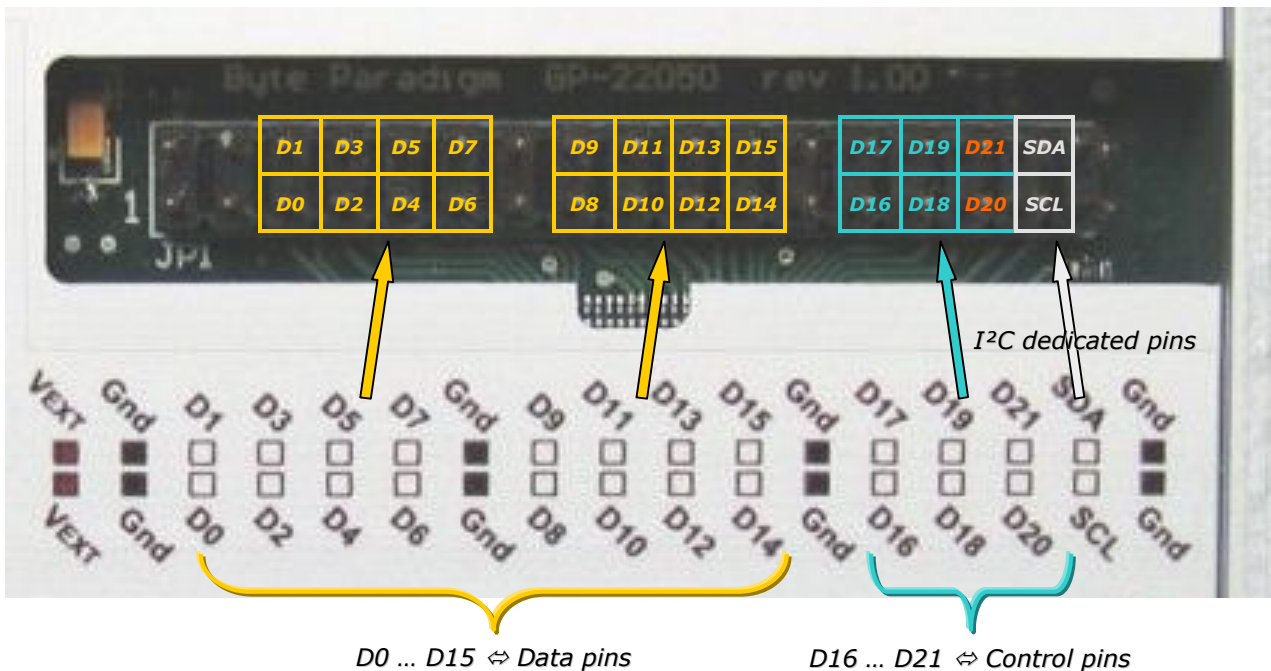 Byte Paradigm GP-22050 rev 1.00
D1 D3 D5 D7 D9 D11 D13 D15 D17 D19 D21 SDA
D0 D2 D4 D6 D8 D10 D12 D14 D16 D18 D20 SCL
1
JP1
I²C dedicated pins
VEXT Gnd D1 D3 D5 D7 Gnd D9 D11 D13 D15 Gnd D17 D19 D21 SDA Gnd
VEXT Gnd D0 D2 D4 D6 Gnd D8 D10 D12 D14 Gnd D16 D18 D20 SCL Gnd
D0 … D15 ⇔ Data pins
D16 … D21 ⇔ Control pins